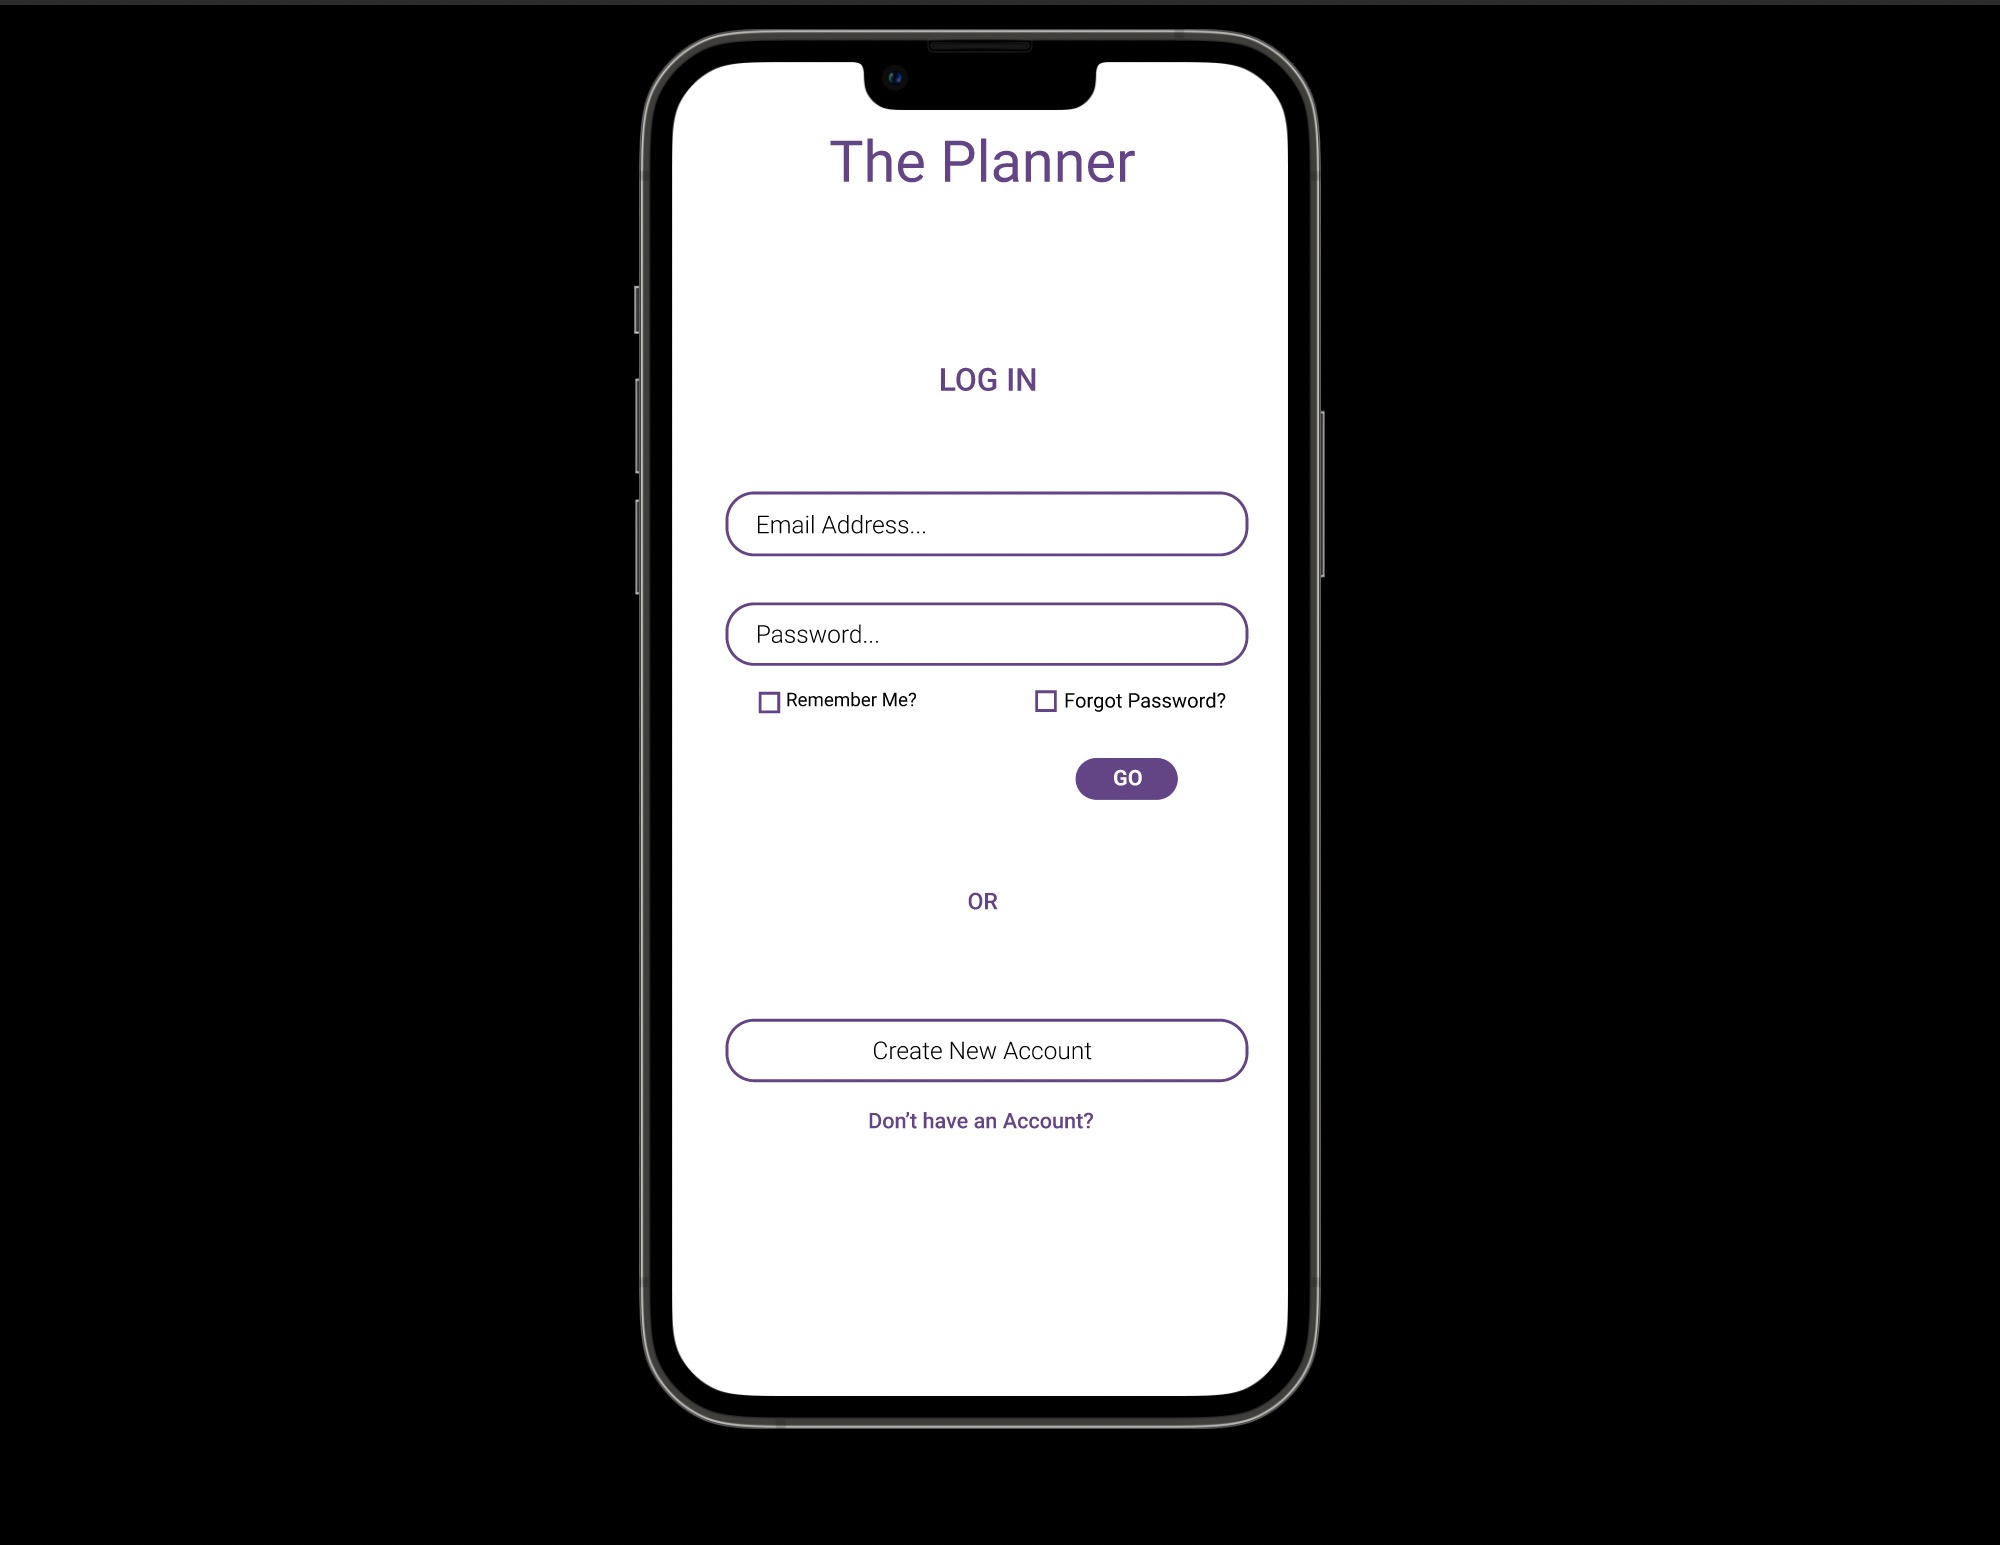 The Planner
LOG IN
Email Address...
Password...
Remember Me? Forgot Password?
GO
OR
Create New Account
Don’t have an Account?